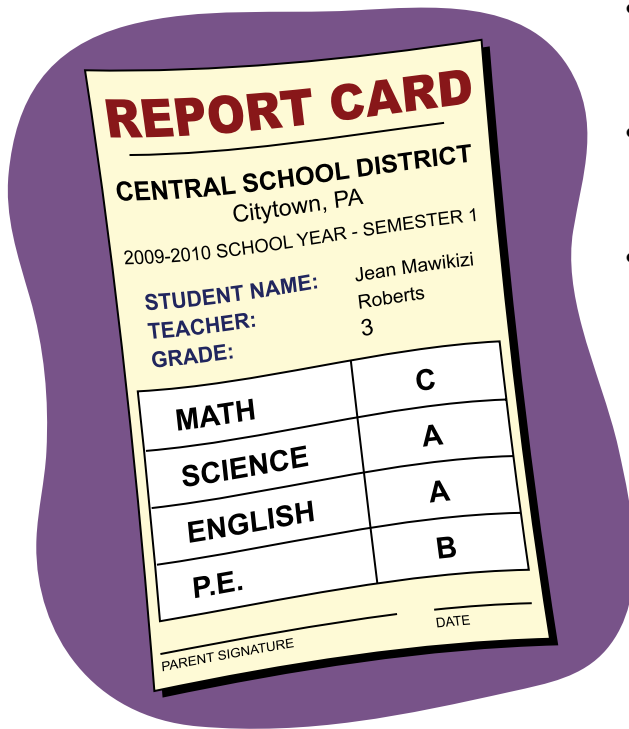 REPORT CARD
CENTRAL SCHOOL DISTRICT
Citytown, PA
2009-2010 SCHOOL YEAR - SEMESTER 1
STUDENT NAME: Jean Mawikizi
TEACHER: Roberts
GRADE: 3
MATH C
SCIENCE A
ENGLISH A
P.E. B
PARENT SIGNATURE DATE